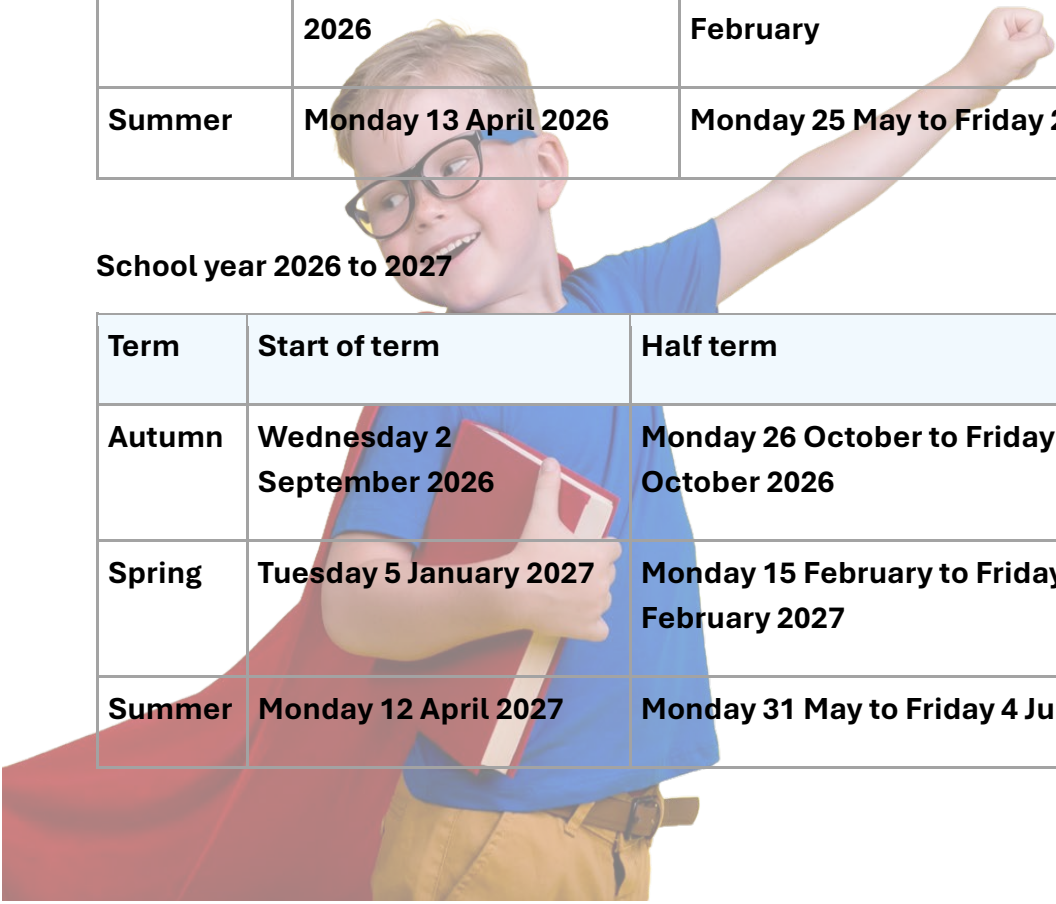 2026
February
Summer
Monday 13 April 2026
Monday 25 May to Friday
School year 2026 to 2027
Term
Start of term
Half term
Autumn
Wednesday 2
September 2026
Monday 26 October to Friday
October 2026
Spring
Tuesday 5 January 2027
Monday 15 February to Friday
February 2027
Summer
Monday 12 April 2027
Monday 31 May to Friday 4